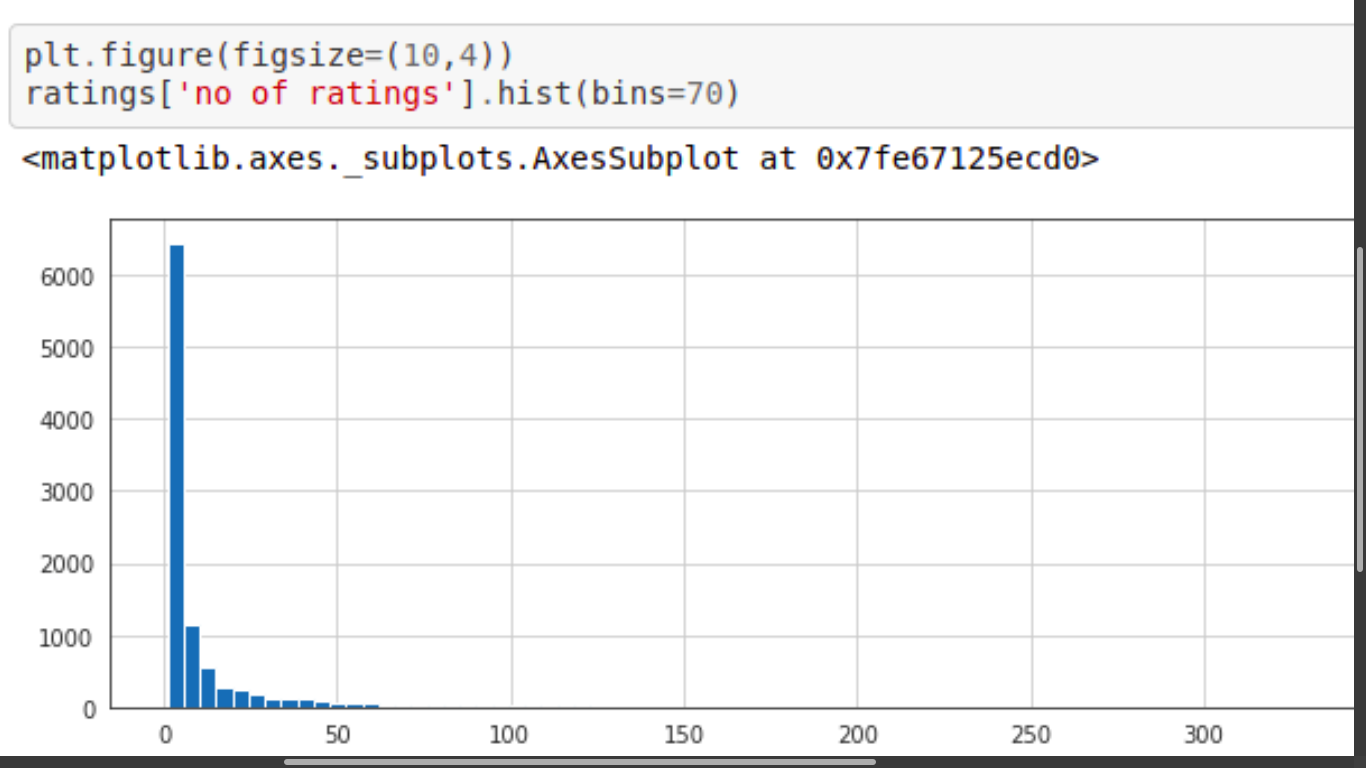 plt.figure(figsize=(10,4))
ratings['no of ratings'].hist(bins=70)
<matplotlib.axes._subplots.AxesSubplot at 0x7fe67125ecd0>
6000
5000
4000
3000
2000
1000
0
0 50 100 150 200 250 300